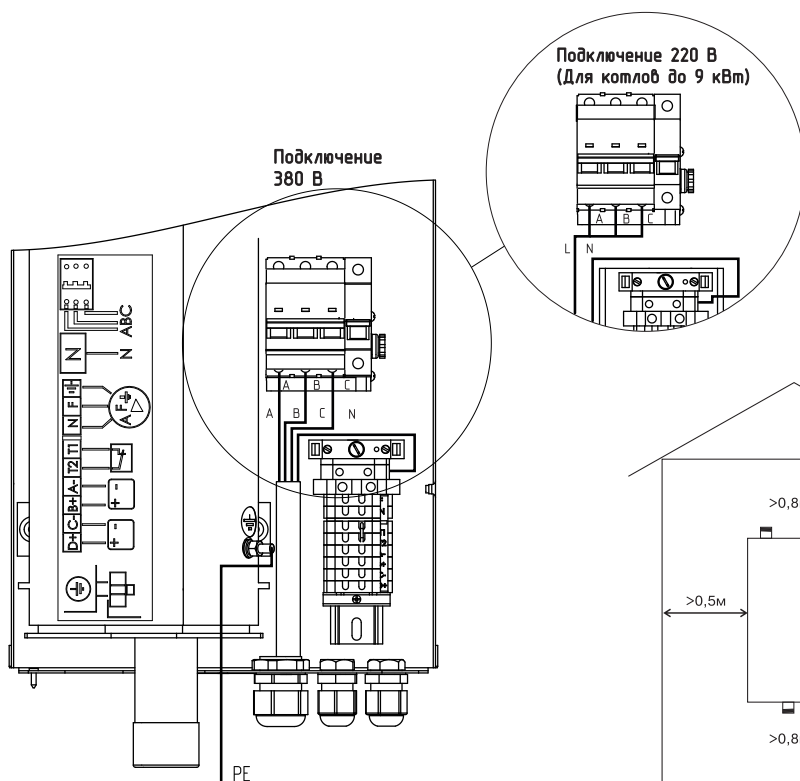 Подключение 220 В
(Для котлов до 9 кВт)
A B C
L N
Подключение
380 В
ABC
N N
A B C
A B C N
N F
A F
T2 T1
D+ C- B+ A-
+ -
+ -
>0,8
>0,5м
>0,8
PE